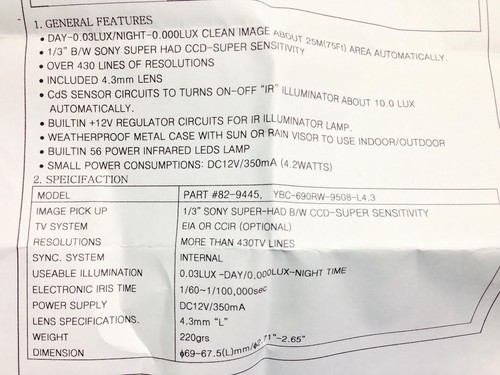 1. GENERAL FEATURES
• DAY-0.03LUX/NIGHT-0.000LUX CLEAN IMAGE ABOUT 25M(75Ft) AREA AUTOMATICALLY.
• 1/3" B/W SONY SUPER HAD CCD-SUPER SENSITIVITY
• OVER 430 LINES OF RESOLUTIONS
• INCLUDED 4.3mm LENS
• CdS SENSOR CIRCUITS TO TURNS ON-OFF "IR" ILLUMINATOR ABOUT 10.0 LUX
AUTOMATICALLY.
• BUILTIN +12V REGULATOR CIRCUITS FOR IR ILLUMINATOR LAMP.
• WEATHERPROOF METAL CASE WITH SUN OR RAIN VISOR TO USE INDOOR/OUTDOOR
• BUILTIN 56 POWER INFRARED LEDS LAMP
• SMALL POWER CONSUMPTIONS: DC12V/350mA (4.2WATTS)
2. SPEICIFACTION
MODEL PART #82-9445, YBC-690RW-9508-L4.3
IMAGE PICK UP 1/3" SONY SUPER-HAD B/W CCD-SUPER SENSITIVITY
TV SYSTEM EIA OR CCIR (OPTIONAL)
RESOLUTIONS MORE THAN 430TV LINES
SYNC. SYSTEM INTERNAL
USEABLE ILLUMINATION 0.03LUX-DAY/0.000LUX-NIGHT TIME
ELECTRONIC IRIS TIME 1/60~1/100,000sec
POWER SUPPLY DC12V/350mA
LENS SPECIFICATIONS. 4.3mm "L"
WEIGHT 220grs
DIMENSION ϕ69-67.5(L)mm/ϕ2.71"-2.65"